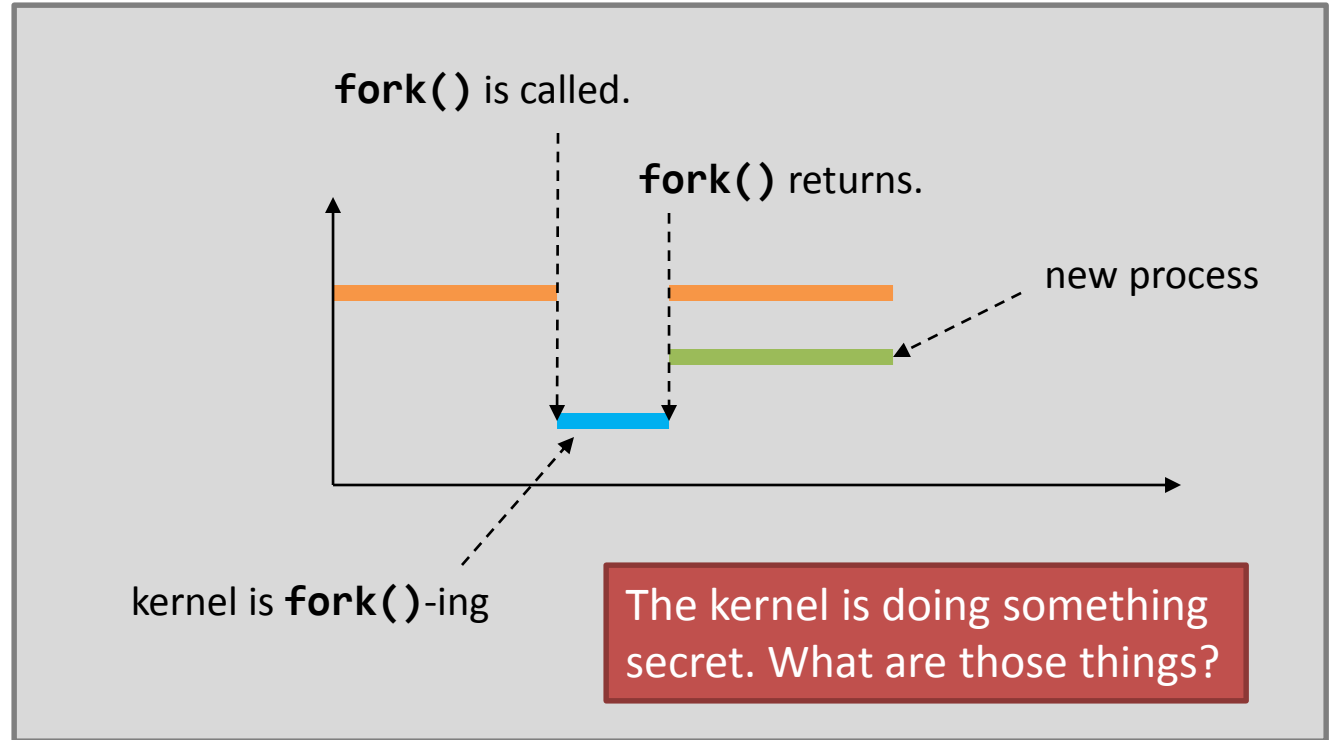 fork() is called.
fork() returns.
new process
kernel is fork()-ing
The kernel is doing something
secret. What are those things?